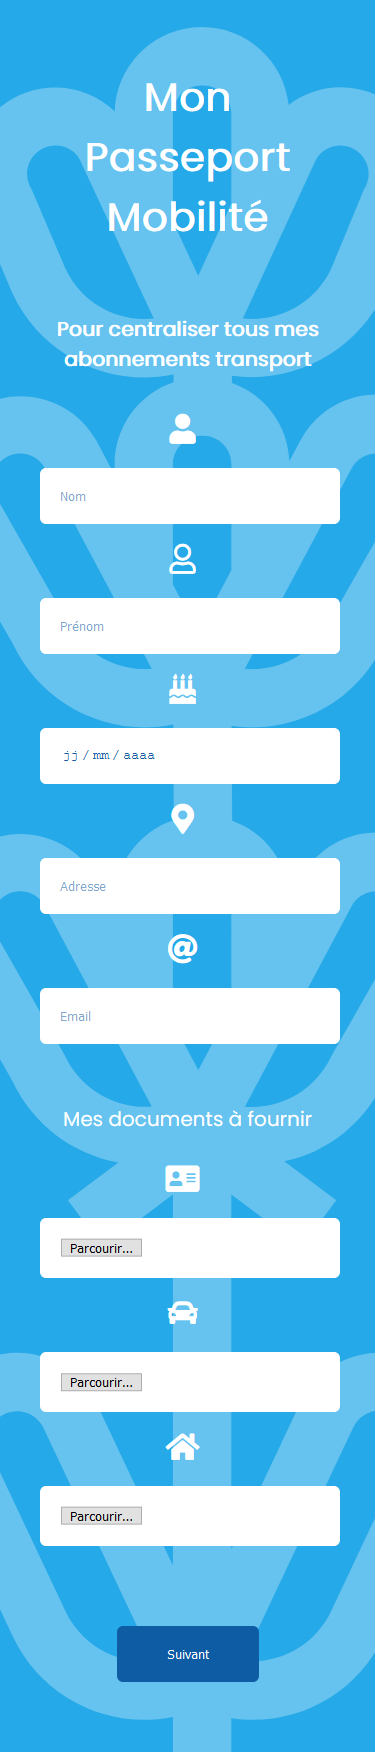 Mon
Passeport
Mobilité
Pour centraliser tous mes
abonnements transport
Nom
Prénom
jj / mm / aaaa
Adresse
@
Email
Mes documents à fournir
Parcourir...
Parcourir...
Parcourir...
Suivant